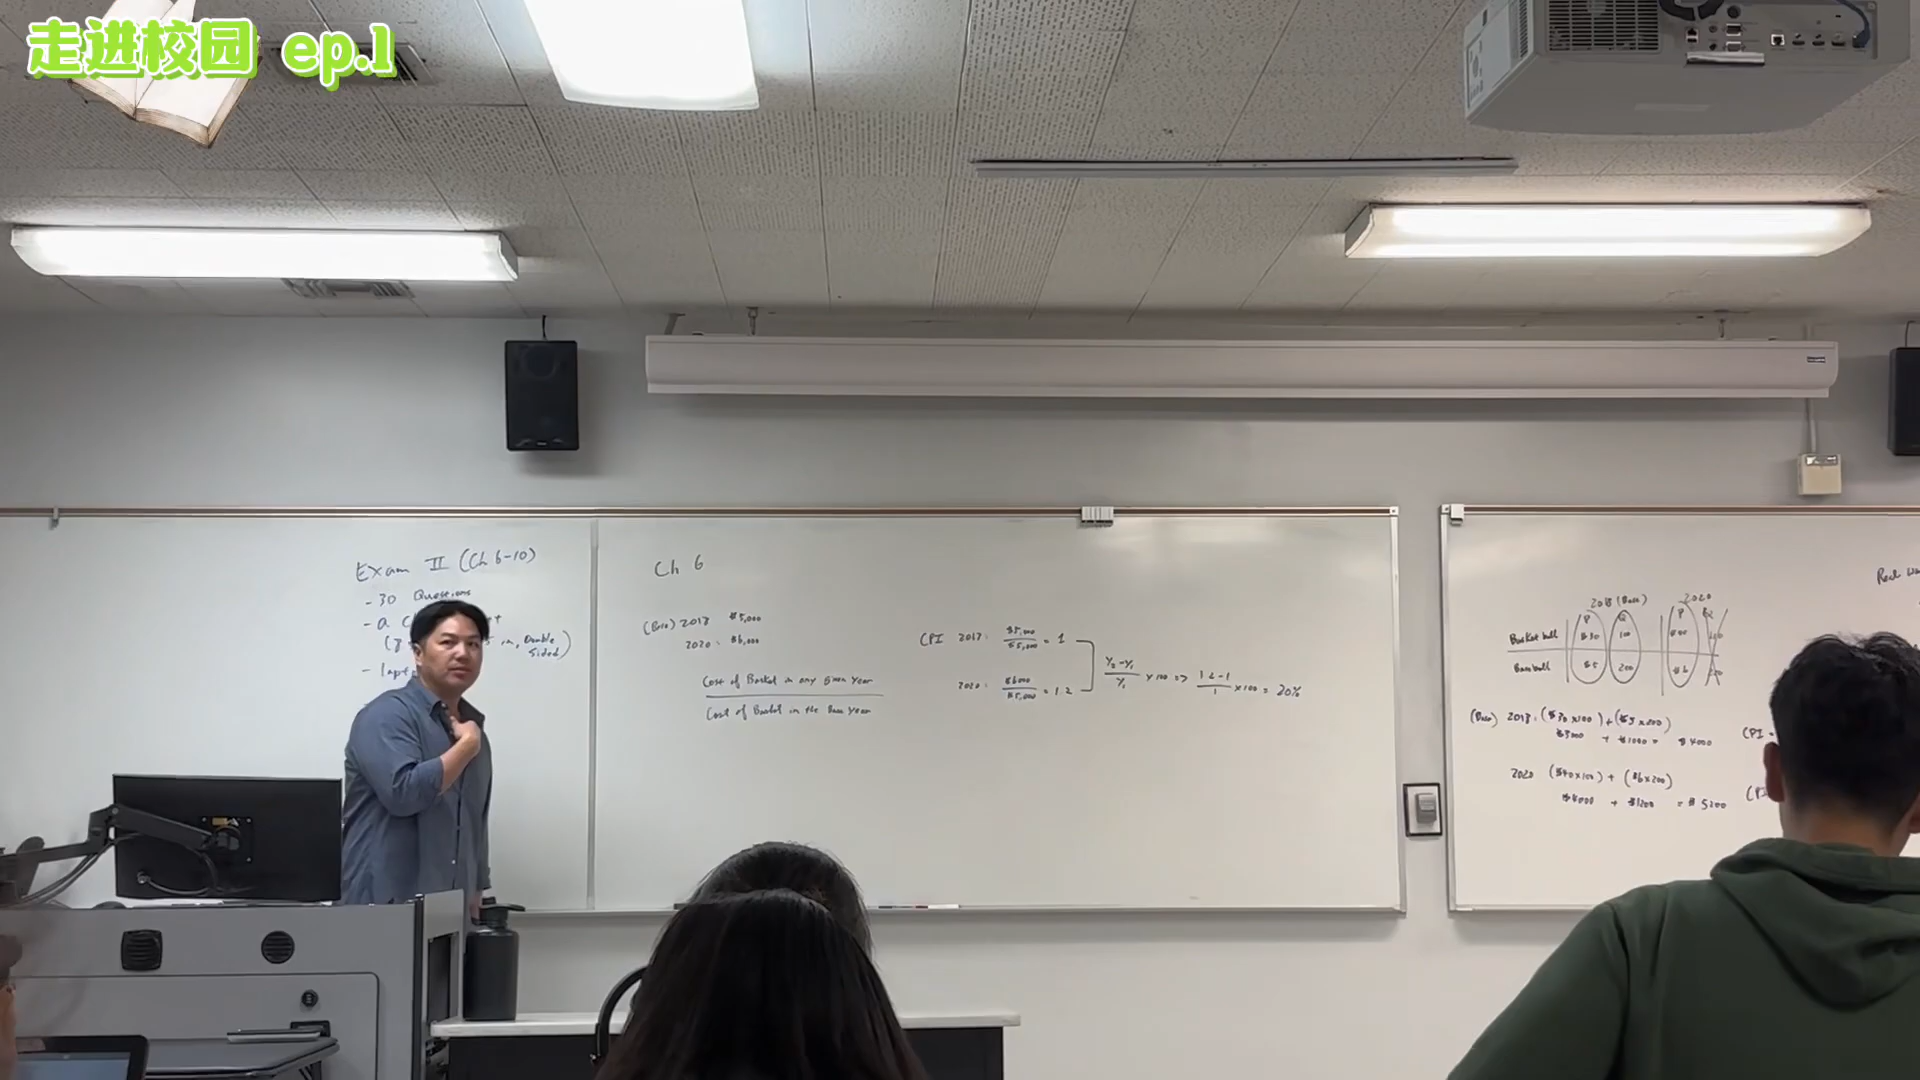 走进校园 ep.1
Exam II (Ch 6-10)
- 30 Questions
- a
Double
Sided)
Ch 6
(Base) 2018 $5,000
2020: $6,000
Cost of Basket in any given year
Cost of Basket in the Base year
CPI 2018: $5,000 / $5,000 = 1
2020: $6000 / $5,000 = 1.2
Y₂-Y₁ / Y₁ x 100 => 1.2-1 / 1 x 100 = 20%
2018 (Base) 2020
P Q P Q
Basketball $30 100 $40
Baseball $5 200 $6
(Base) 2018: ($30 x 100) + ($5 x 200)
$3000 + $1000 = $4000
CPI
2020 ($40 x 100) + ($6 x 200)
$4000 + $1200 = $5200